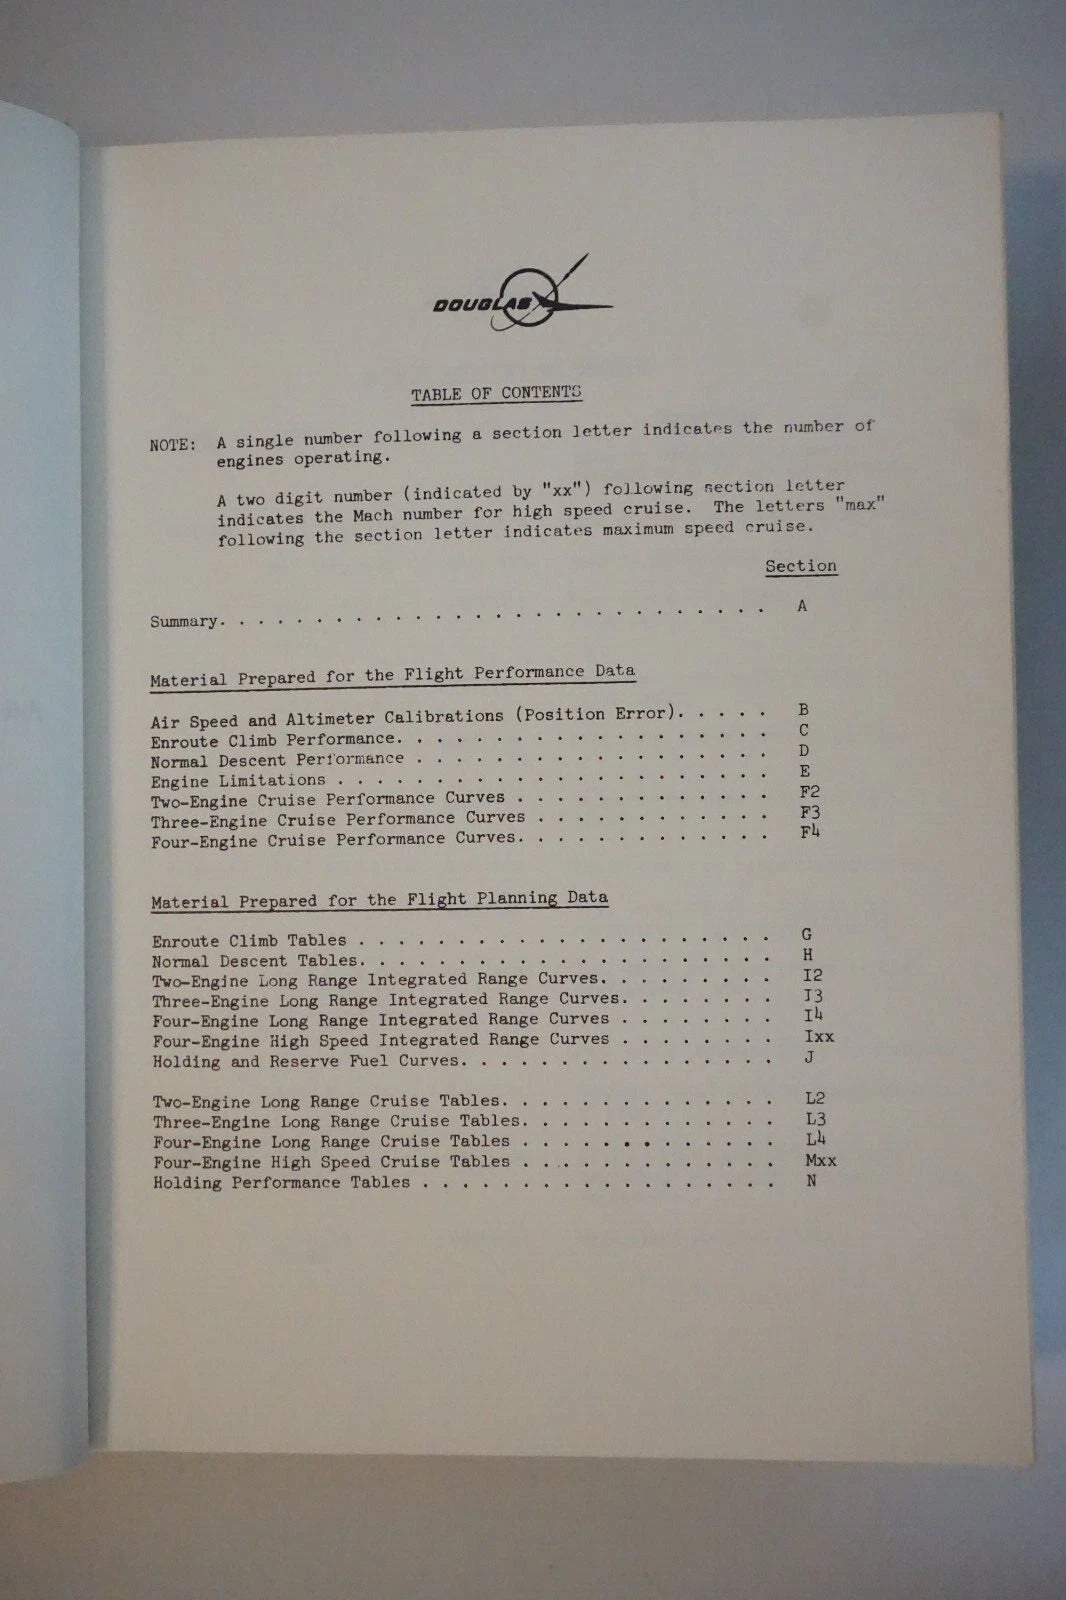 DOUGLAS
TABLE OF CONTENTS
NOTE: A single number following a section letter indicates the number of
engines operating.
A two digit number (indicated by "xx") following section letter
indicates the Mach number for high speed cruise. The letters "max"
following the section letter indicates maximum speed cruise.
Section
Summary. . . . . . . . . . . . . . . . . . . . . . . . . . . . A
Material Prepared for the Flight Performance Data
Air Speed and Altimeter Calibrations (Position Error). . . . . B
Enroute Climb Performance. . . . . . . . . . . . . . . . . . . C
Normal Descent Performance . . . . . . . . . . . . . . . . . . D
Engine Limitations . . . . . . . . . . . . . . . . . . . . . . E
Two-Engine Cruise Performance Curves . . . . . . . . . . . . . F2
Three-Engine Cruise Performance Curves . . . . . . . . . . . . F3
Four-Engine Cruise Performance Curves. . . . . . . . . . . . . F4
Material Prepared for the Flight Planning Data
Enroute Climb Tables . . . . . . . . . . . . . . . . . . . . . G
Normal Descent Tables. . . . . . . . . . . . . . . . . . . . . H
Two-Engine Long Range Integrated Range Curves. . . . . . . . . I2
Three-Engine Long Range Integrated Range Curves. . . . . . . . I3
Four-Engine Long Range Integrated Range Curves . . . . . . . . I4
Four-Engine High Speed Integrated Range Curves . . . . . . . . Ixx
Holding and Reserve Fuel Curves. . . . . . . . . . . . . . . . J
Two-Engine Long Range Cruise Tables. . . . . . . . . . . . . . L2
Three-Engine Long Range Cruise Tables. . . . . . . . . . . . . L3
Four-Engine Long Range Cruise Tables . . . . . . . . . . . . . L4
Four-Engine High Speed Cruise Tables . . . . . . . . . . . . . Mxx
Holding Performance Tables . . . . . . . . . . . . . . . . . . N